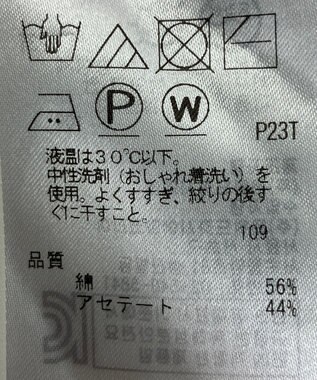 P
W
P23T
液温は30℃以下。
中性洗剤(おしゃれ着洗い)を
使用。よくすすぎ、絞りの後す
ぐに干すこと。
109
品質
綿 56%
アセテート 44%